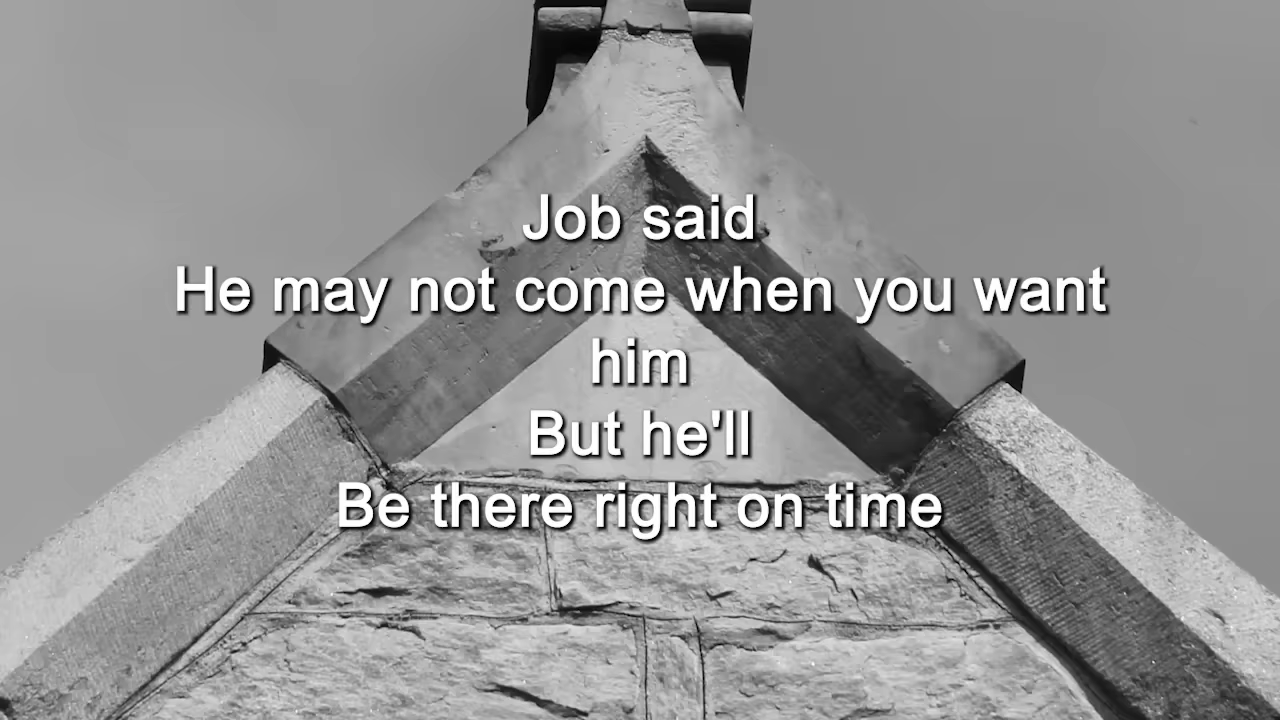 Job said
He may not come when you want
him
But he'll
Be there right on time